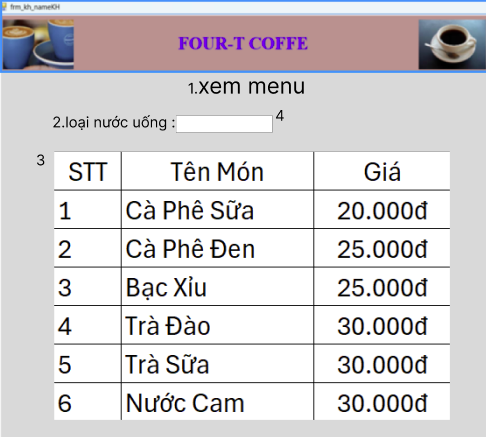 frm_kh_nameKH
FOUR-T COFFE
1.xem menu
2.loại nước uống : 4
3
STT Tên Món Giá
1 Cà Phê Sữa 20.000đ
2 Cà Phê Đen 25.000đ
3 Bạc Xỉu 25.000đ
4 Trà Đào 30.000đ
5 Trà Sữa 30.000đ
6 Nước Cam 30.000đ